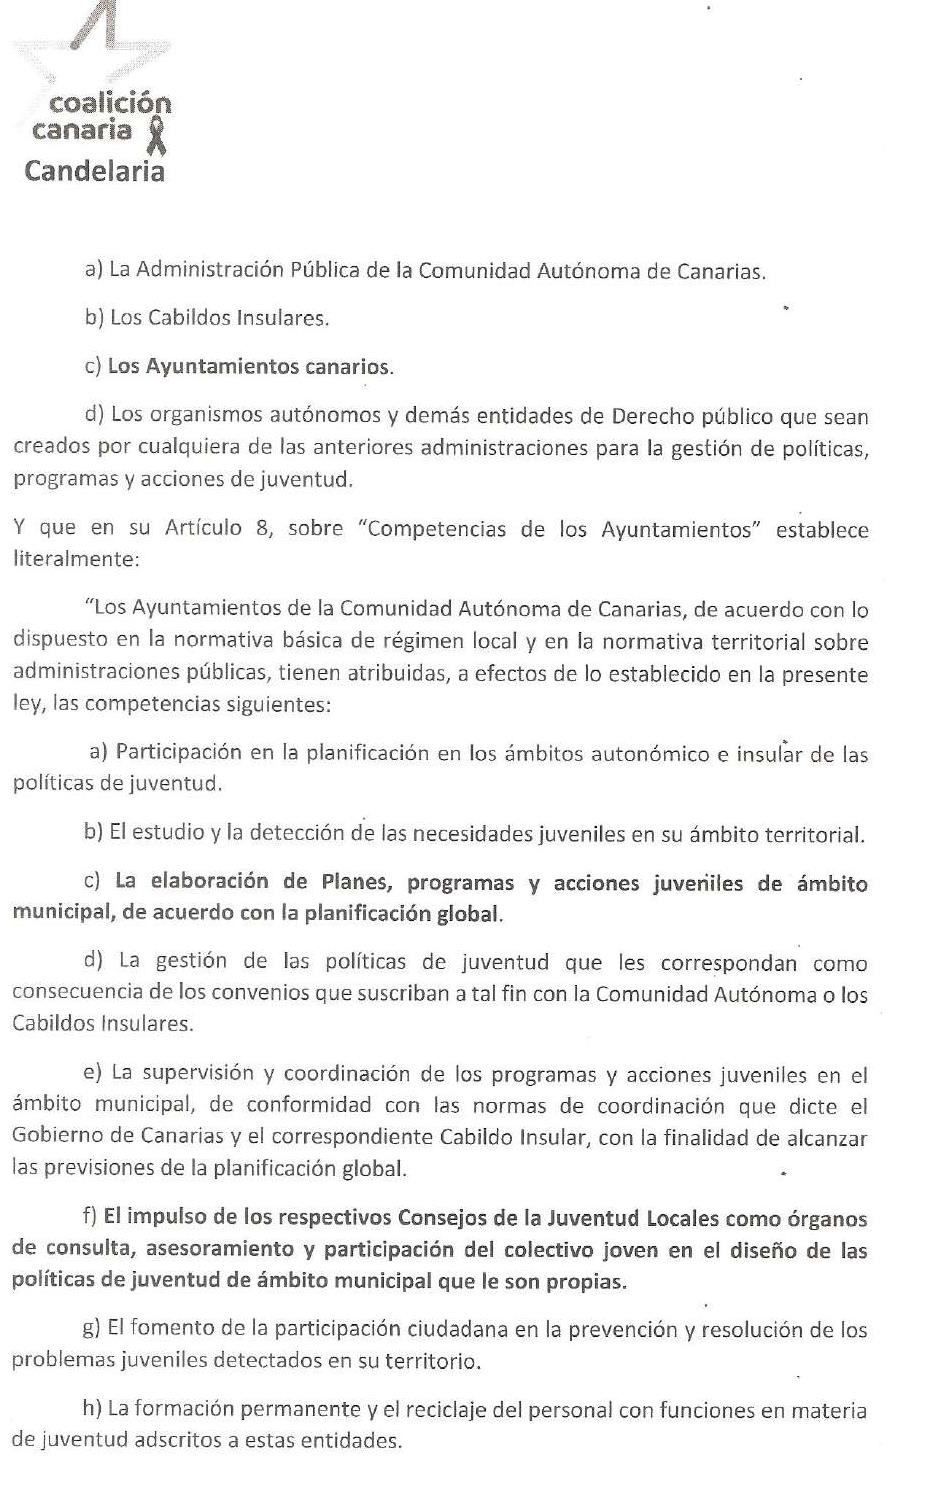 coalición
canaria
Candelaria
a) La Administración Pública de la Comunidad Autónoma de Canarias.
b) Los Cabildos Insulares.
c) Los Ayuntamientos canarios.
d) Los organismos autónomos y demás entidades de Derecho público que sean
creados por cualquiera de las anteriores administraciones para la gestión de políticas,
programas y acciones de juventud.
Y que en su Artículo 8, sobre “Competencias de los Ayuntamientos” establece
literalmente:
“Los Ayuntamientos de la Comunidad Autónoma de Canarias, de acuerdo con lo
dispuesto en la normativa básica de régimen local y en la normativa territorial sobre
administraciones públicas, tienen atribuidas, a efectos de lo establecido en la presente
ley, las competencias siguientes:
a) Participación en la planificación en los ámbitos autonómico e insular de las
políticas de juventud.
b) El estudio y la detección de las necesidades juveniles en su ámbito territorial.
c) La elaboración de Planes, programas y acciones juveniles de ámbito
municipal, de acuerdo con la planificación global.
d) La gestión de las políticas de juventud que les correspondan como
consecuencia de los convenios que suscriban a tal fin con la Comunidad Autónoma o los
Cabildos Insulares.
e) La supervisión y coordinación de los programas y acciones juveniles en el
ámbito municipal, de conformidad con las normas de coordinación que dicte el
Gobierno de Canarias y el correspondiente Cabildo Insular, con la finalidad de alcanzar
las previsiones de la planificación global.
f) El impulso de los respectivos Consejos de la Juventud Locales como órganos
de consulta, asesoramiento y participación del colectivo joven en el diseño de las
políticas de juventud de ámbito municipal que le son propias.
g) El fomento de la participación ciudadana en la prevención y resolución de los
problemas juveniles detectados en su territorio.
h) La formación permanente y el reciclaje del personal con funciones en materia
de juventud adscritos a estas entidades.